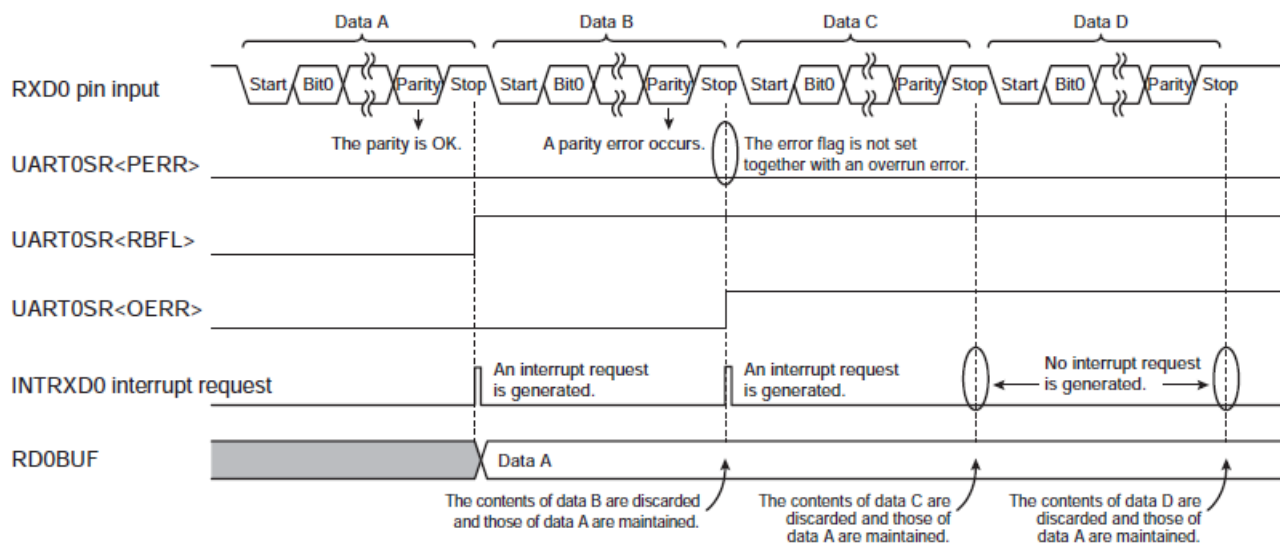 Data A
Data B
Data C
Data D
RXD0 pin input
Start Bit0 Parity Stop Start Bit0 Parity Stop Start Bit0 Parity Stop Start Bit0 Parity Stop
The parity is OK.
A parity error occurs.
The error flag is not set
together with an overrun error.
UART0SR<PERR>
UART0SR<RBFL>
UART0SR<OERR>
INTRXD0 interrupt request
An interrupt request
is generated.
An interrupt request
is generated.
No interrupt request
is generated.
RD0BUF
Data A
The contents of data B are discarded
and those of data A are maintained.
The contents of data C are
discarded and those of
data A are maintained.
The contents of data D are
discarded and those of
data A are maintained.